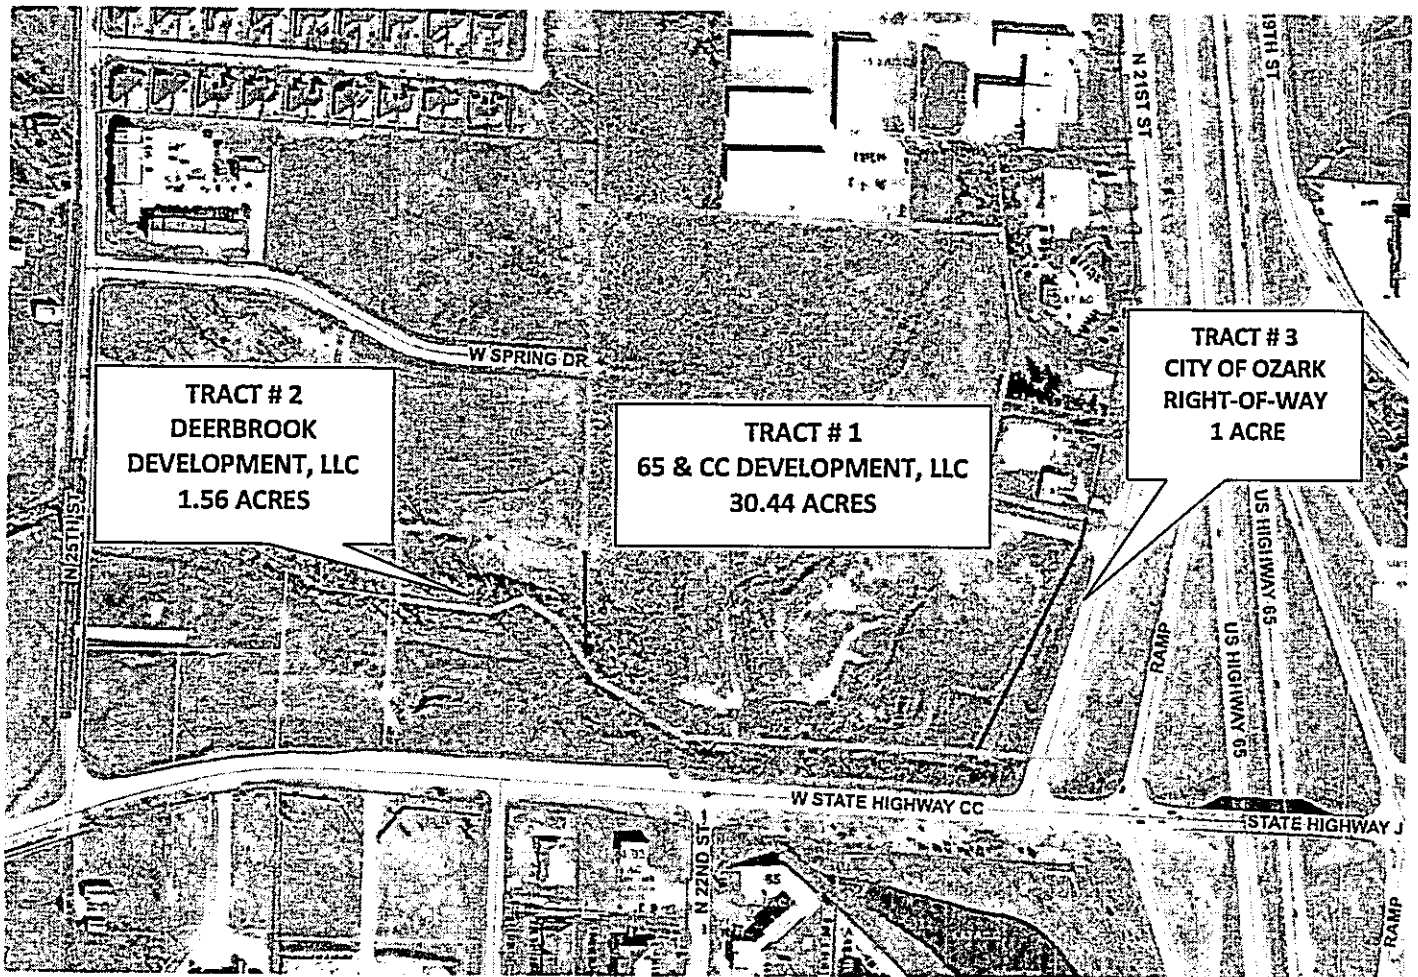 N 21ST ST
19TH ST
W SPRING DR
TRACT # 2
DEERBROOK
DEVELOPMENT, LLC
1.56 ACRES
TRACT # 1
65 & CC DEVELOPMENT, LLC
30.44 ACRES
TRACT # 3
CITY OF OZARK
RIGHT-OF-WAY
1 ACRE
N 25TH ST
US HIGHWAY 65
RAMP
US HIGHWAY 65
W STATE HIGHWAY CC
STATE HIGHWAY J
N 22ND ST
RAMP